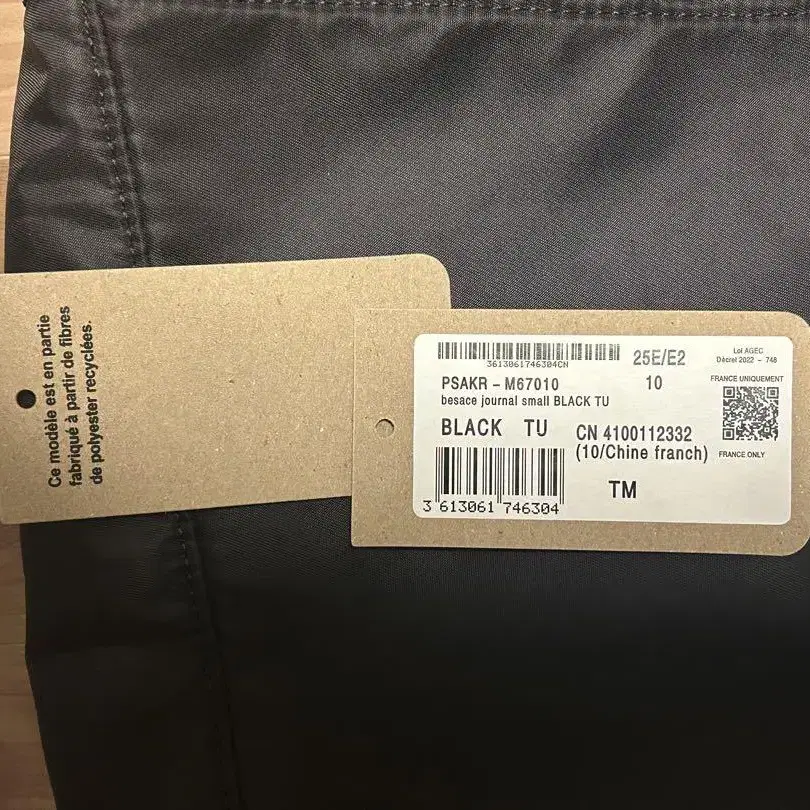 Ce modèle est en partie
fabriqué à partir de fibres
de polyester recyclées.
3613061746304CN
25E/E2
Loi AGEC
Décret 2022 - 748
PSAKR - M67010
10
FRANCE UNIQUEMENT
besace journal small BLACK TU
BLACK TU
CN 4100112332
(10/Chine franch)
FRANCE ONLY
TM
3 613061 746304